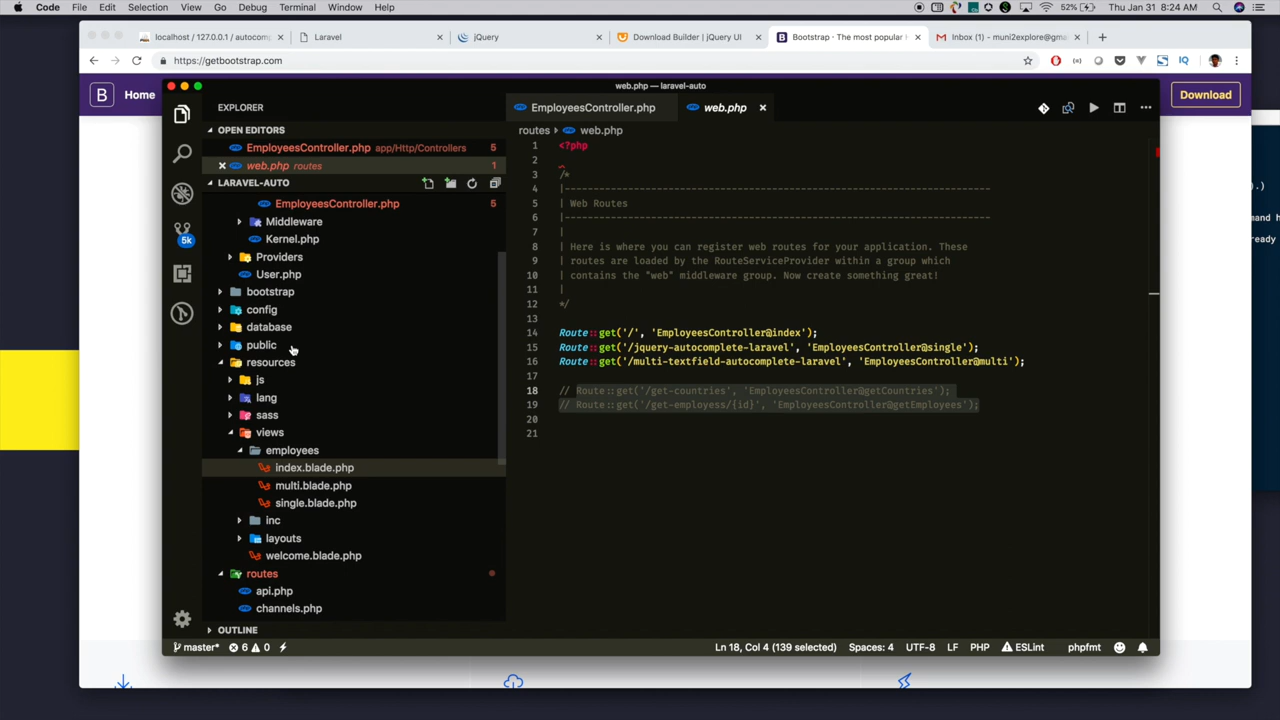 Code File Edit Selection View Go Debug Terminal Window Help 52% Thu Jan 31 8:24 AM
localhost / 127.0.0.1 / autocomp Laravel jQuery Download Builder | jQuery UI Bootstrap · The most popular Inbox (1) - muni2explore@gma
https://getbootstrap.com IQ
B Home Download
web.php — laravel-auto
EXPLORER EmployeesController.php web.php
OPEN EDITORS
EmployeesController.php app/Http/Controllers 5
web.php routes 1
LARAVEL-AUTO
EmployeesController.php 5
Middleware
Kernel.php
Providers
User.php
bootstrap
config
database
public
resources
js
lang
sass
views
employees
index.blade.php
multi.blade.php
single.blade.php
inc
layouts
welcome.blade.php
routes
api.php
channels.php
OUTLINE
5k
routes web.php
1 <?php
2
3 /*
4 |--------------------------------------------------------------------------
5 | Web Routes
6 |--------------------------------------------------------------------------
7 |
8 | Here is where you can register web routes for your application. These
9 | routes are loaded by the RouteServiceProvider within a group which
10 | contains the "web" middleware group. Now create something great!
11 |
12 */
13
14 Route::get('/', 'EmployeesController@index');
15 Route::get('/jquery-autocomplete-laravel', 'EmployeesController@single');
16 Route::get('/multi-textfield-autocomplete-laravel', 'EmployeesController@multi');
17
18 // Route::get('/get-countries', 'EmployeesController@getCountries');
19 // Route::get('/get-employess/{id}', 'EmployeesController@getEmployees');
20
21
.)
mand h
ready
master* 6 0 Ln 18, Col 4 (139 selected) Spaces: 4 UTF-8 LF PHP ESLint phpfmt